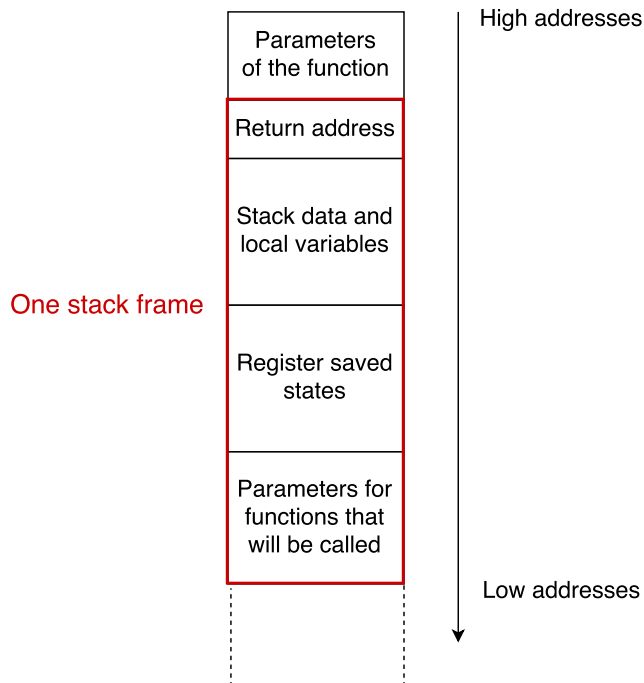 High addresses
Parameters
of the function
Return address
Stack data and
local variables
One stack frame
Register saved
states
Parameters for
functions that
will be called
Low addresses